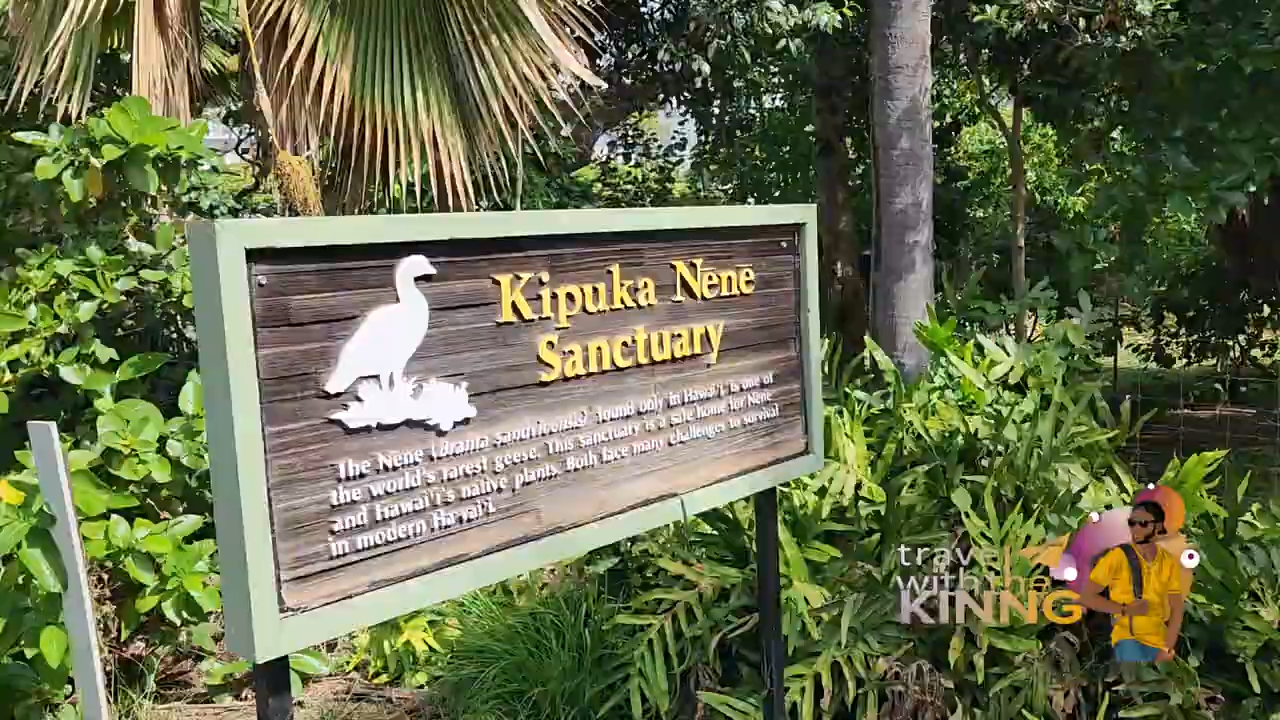 Kipuka Nēnē
Sanctuary
The Nēnē (Branta sandvicensis) found only in Hawai'i, is one of
the world's rarest geese. This sanctuary is a safe home for Nēnē
and Hawai'i's native plants. Both face many challenges to survival
in modern Hawai'i.
travel
with the
KINNG